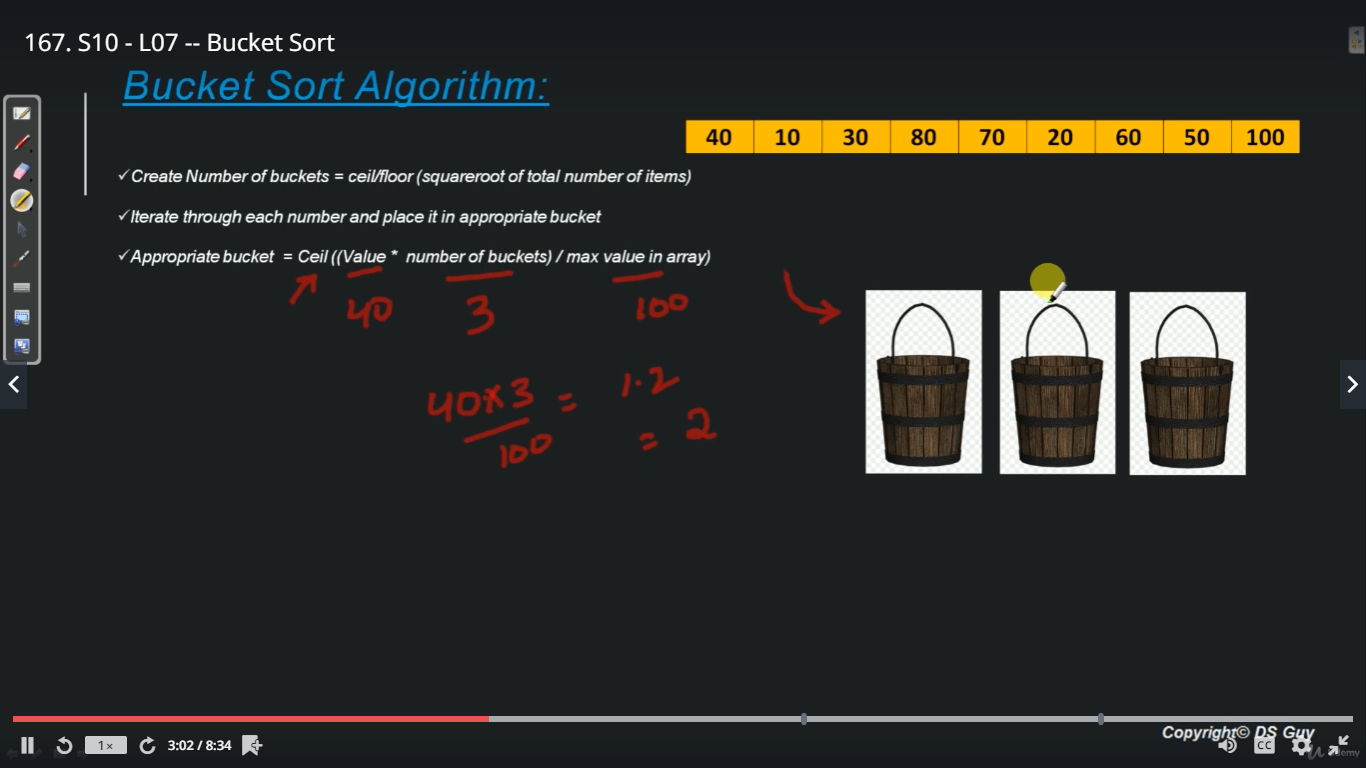 167. S10 - L07 -- Bucket Sort
Bucket Sort Algorithm:
40 10 30 80 70 20 60 50 100
✓Create Number of buckets = ceil/floor (squareroot of total number of items)
✓Iterate through each number and place it in appropriate bucket
✓Appropriate bucket = Ceil ((Value * number of buckets) / max value in array)
40 3 100
40×3 = 1.2
100 = 2
Copyright© DS Guy
1x 3:02 / 8:34 CC